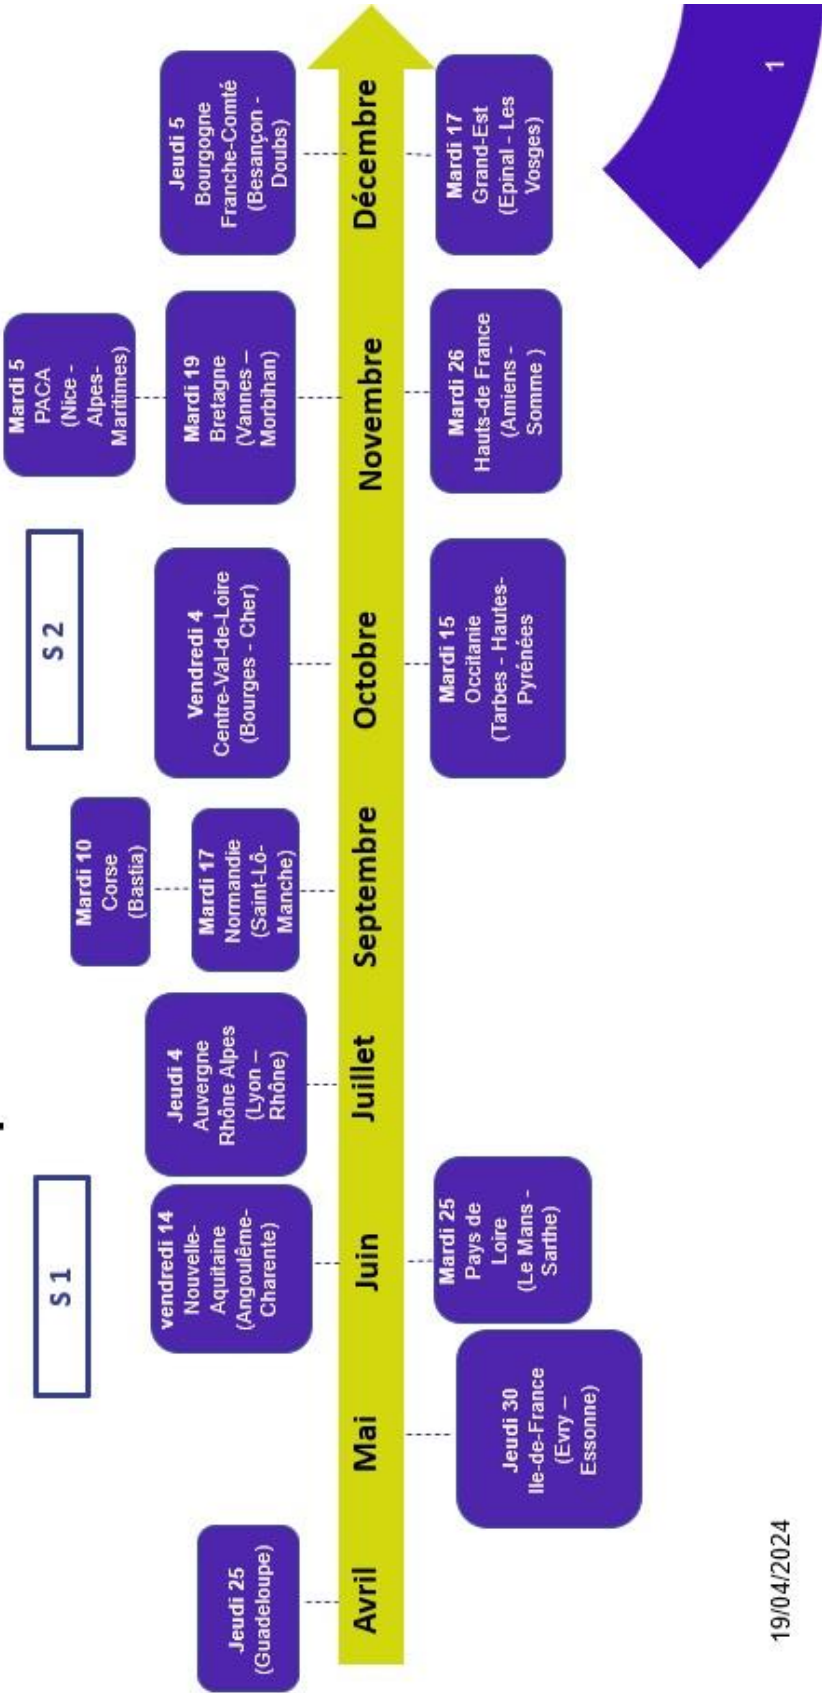 S 1
S 2
Jeudi 25
(Guadeloupe)
vendredi 14
Nouvelle-
Aquitaine
(Angoulême-
Charente)
Jeudi 4
Auvergne
Rhône Alpes
(Lyon –
Rhône)
Mardi 10
Corse
(Bastia)
Mardi 17
Normandie
(Saint-Lô-
Manche)
Vendredi 4
Centre-Val-de-Loire
(Bourges - Cher)
Mardi 5
PACA
(Nice -
Alpes-
Maritimes)
Mardi 19
Bretagne
(Vannes –
Morbihan)
Jeudi 5
Bourgogne
Franche-Comté
(Besançon -
Doubs)
Avril
Mai
Juin
Juillet
Septembre
Octobre
Novembre
Décembre
Jeudi 30
Ile-de-France
(Evry –
Essonne)
Mardi 25
Pays de
Loire
(Le Mans -
Sarthe)
Mardi 15
Occitanie
(Tarbes - Hautes-
Pyrénées
Mardi 26
Hauts-de France
(Amiens -
Somme )
Mardi 17
Grand-Est
(Epinal - Les
Vosges)
19/04/2024
1